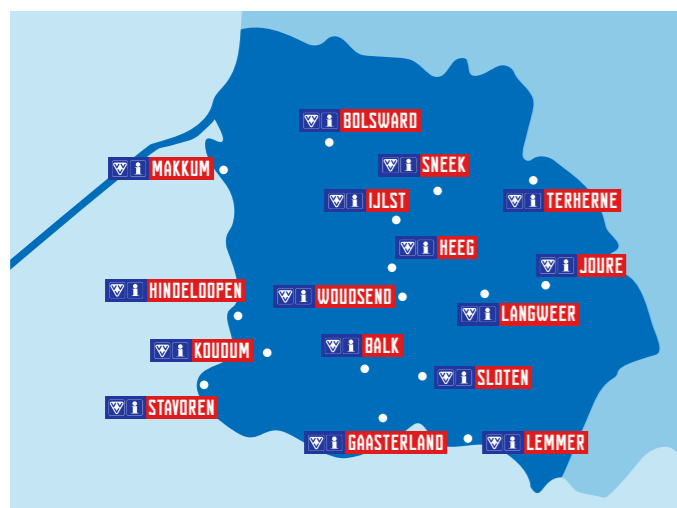 BOLSWARD
MAKKUM
SNEEK
IJLST
TERHERNE
HEEG
JOURE
HINDELOOPEN
WOUDSEND
LANGWEER
KOUDUM
BALK
SLOTEN
STAVOREN
GAASTERLAND
LEMMER